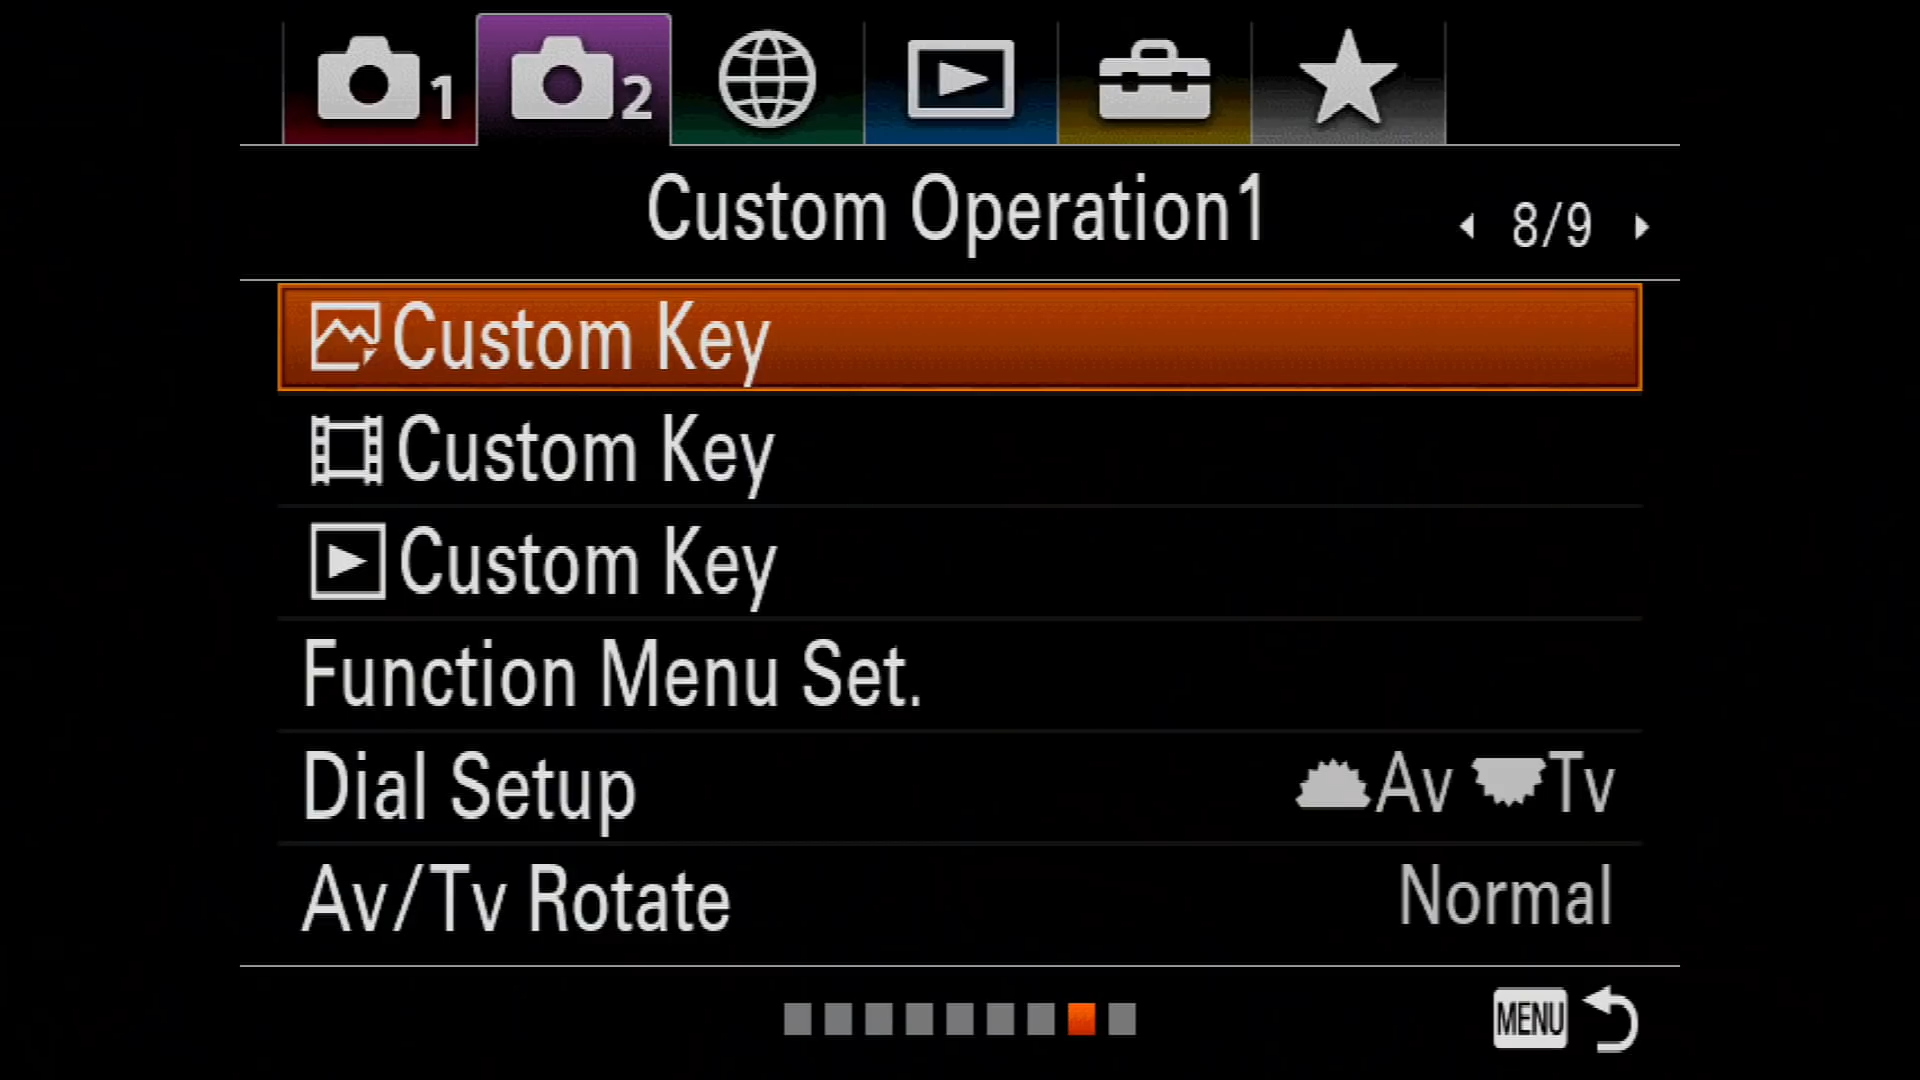 1 2
Custom Operation1 8/9
Custom Key
Custom Key
Custom Key
Function Menu Set.
Dial Setup Av Tv
Av/Tv Rotate Normal
MENU